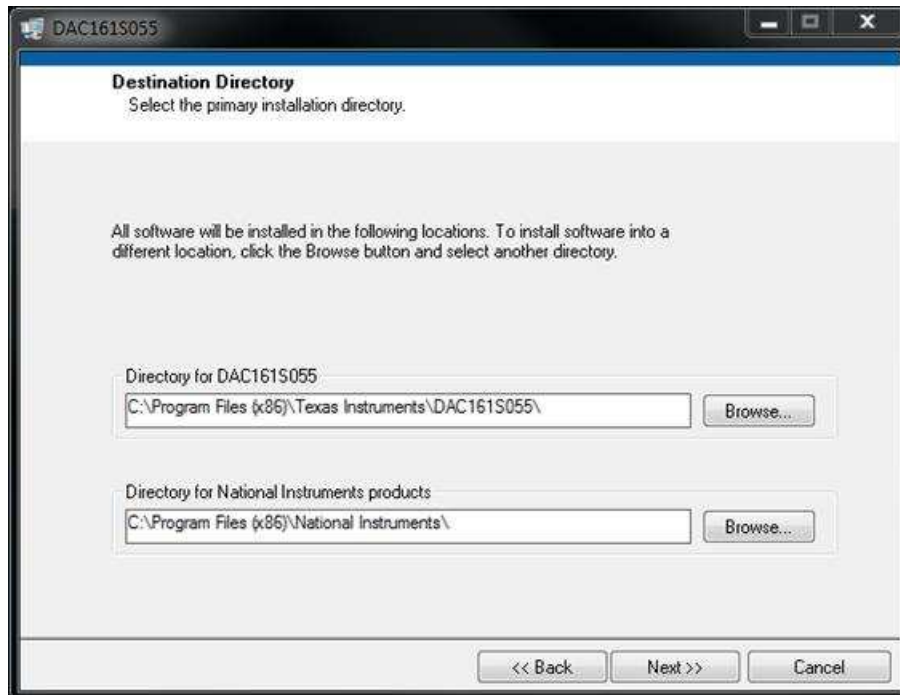 DAC161S055
Destination Directory
Select the primary installation directory.
All software will be installed in the following locations. To install software into a
different location, click the Browse button and select another directory.
Directory for DAC161S055
C:\Program Files (x86)\Texas Instruments\DAC161S055\
Browse...
Directory for National Instruments products
C:\Program Files (x86)\National Instruments\
Browse...
<< Back
Next >>
Cancel